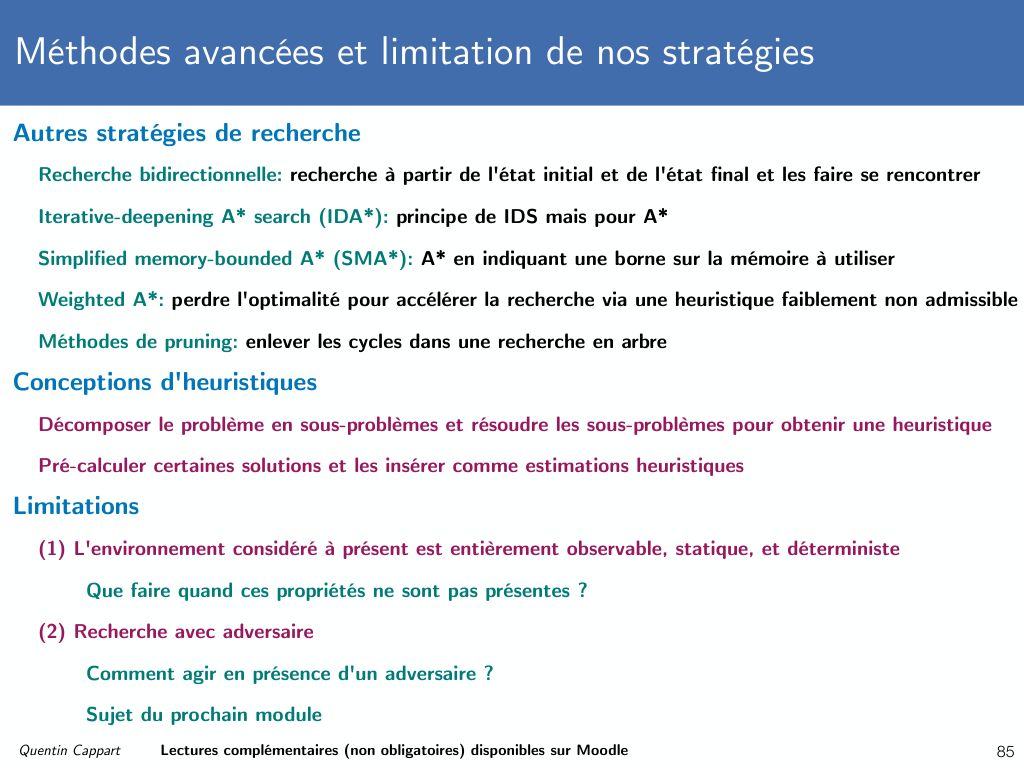 Méthodes avancées et limitation de nos stratégies
Autres stratégies de recherche
Recherche bidirectionnelle: recherche à partir de l'état initial et de l'état final et les faire se rencontrer
Iterative-deepening A* search (IDA*): principe de IDS mais pour A*
Simplified memory-bounded A* (SMA*): A* en indiquant une borne sur la mémoire à utiliser
Weighted A*: perdre l'optimalité pour accélérer la recherche via une heuristique faiblement non admissible
Méthodes de pruning: enlever les cycles dans une recherche en arbre
Conceptions d'heuristiques
Décomposer le problème en sous-problèmes et résoudre les sous-problèmes pour obtenir une heuristique
Pré-calculer certaines solutions et les insérer comme estimations heuristiques
Limitations
(1) L'environnement considéré à présent est entièrement observable, statique, et déterministe
Que faire quand ces propriétés ne sont pas présentes ?
(2) Recherche avec adversaire
Comment agir en présence d'un adversaire ?
Sujet du prochain module
Quentin Cappart Lectures complémentaires (non obligatoires) disponibles sur Moodle 85